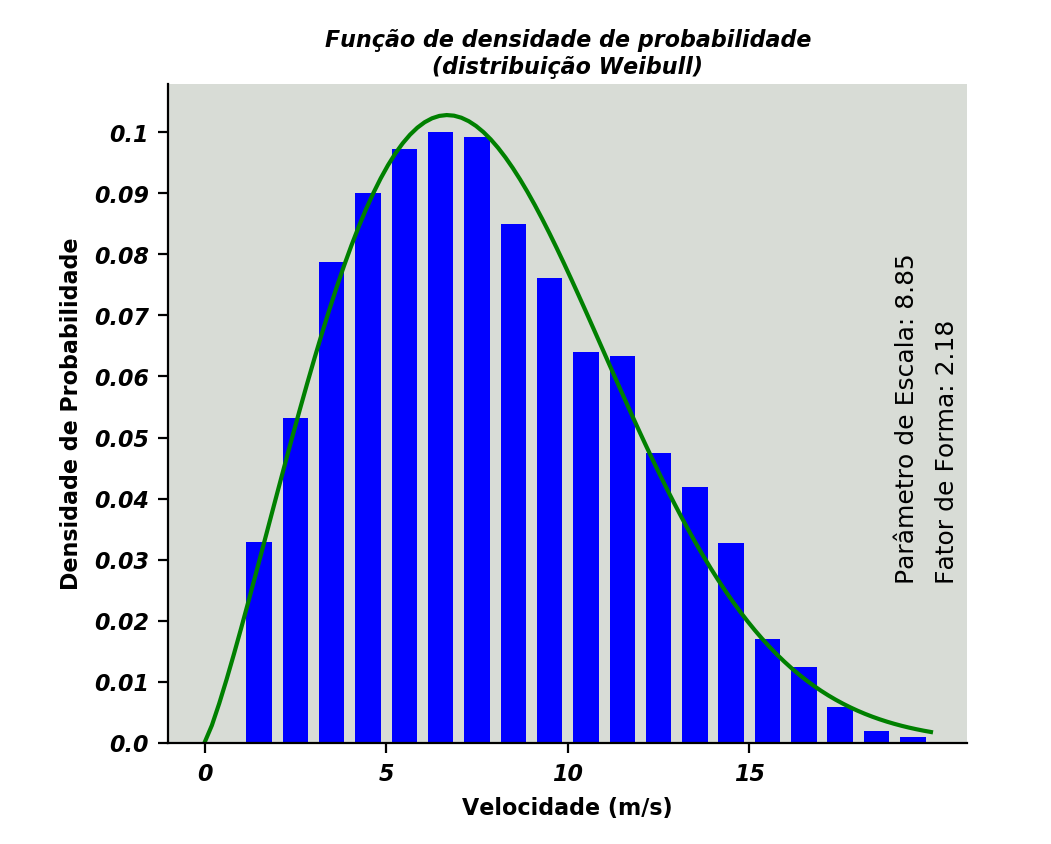 Função de densidade de probabilidade
(distribuição Weibull)
Densidade de Probabilidade
0.1
0.09
0.08
0.07
0.06
0.05
0.04
0.03
0.02
0.01
0.0
0 5 10 15
Velocidade (m/s)
Parâmetro de Escala: 8.85
Fator de Forma: 2.18